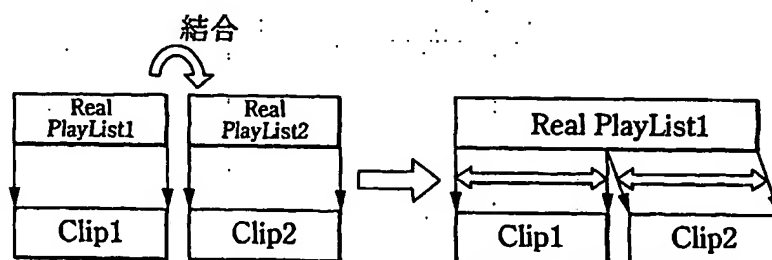 結合
Real
PlayList1
Real
PlayList2
Real PlayList1
Clip1
Clip2
Clip1
Clip2